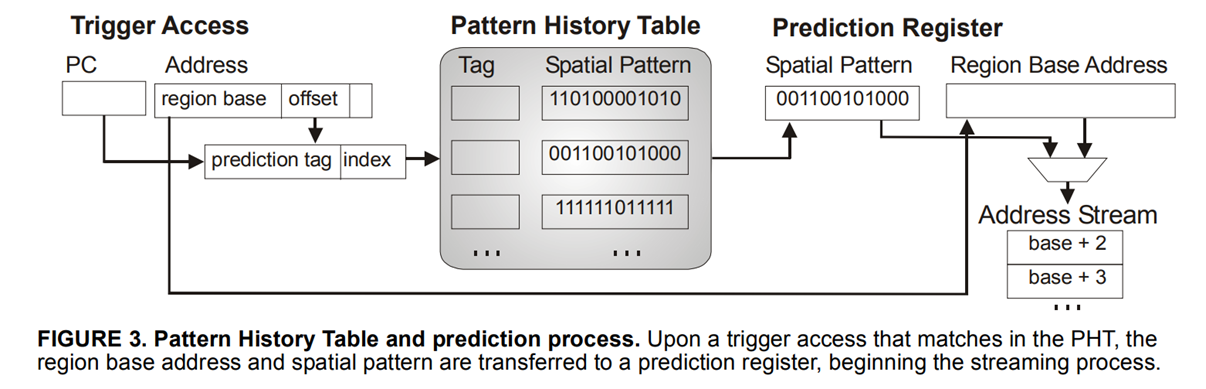 Trigger Access
Pattern History Table
Prediction Register
PC
Address
Tag
Spatial Pattern
Spatial Pattern
Region Base Address
region base
offset
110100001010
001100101000
prediction tag
index
001100101000
111111011111
...
...
Address Stream
base + 2
base + 3
...
FIGURE 3. Pattern History Table and prediction process. Upon a trigger access that matches in the PHT, the
region base address and spatial pattern are transferred to a prediction register, beginning the streaming process.